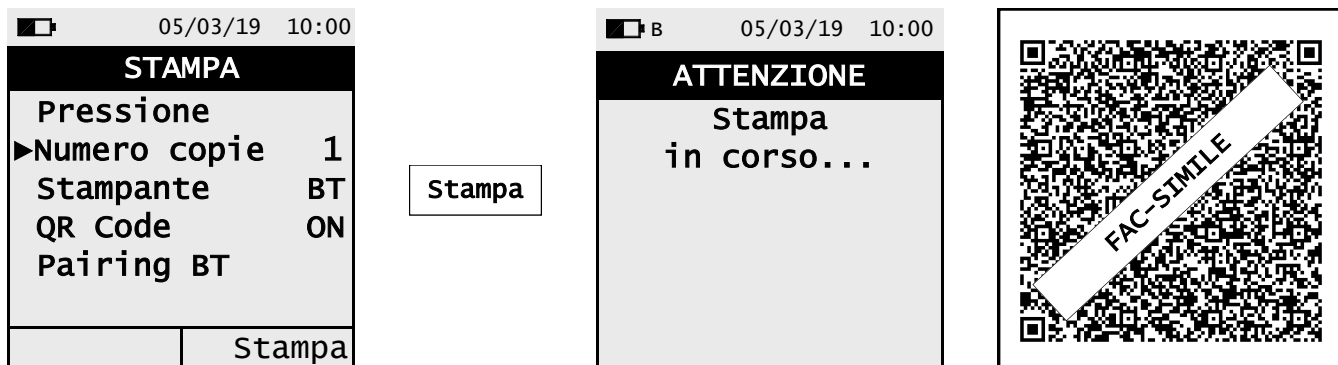 05/03/19 10:00
STAMPA
Pressione
►Numero copie 1
Stampante BT
QR Code ON
Pairing BT
Stampa
Stampa
B 05/03/19 10:00
ATTENZIONE
Stampa
in corso...
FAC-SIMILE